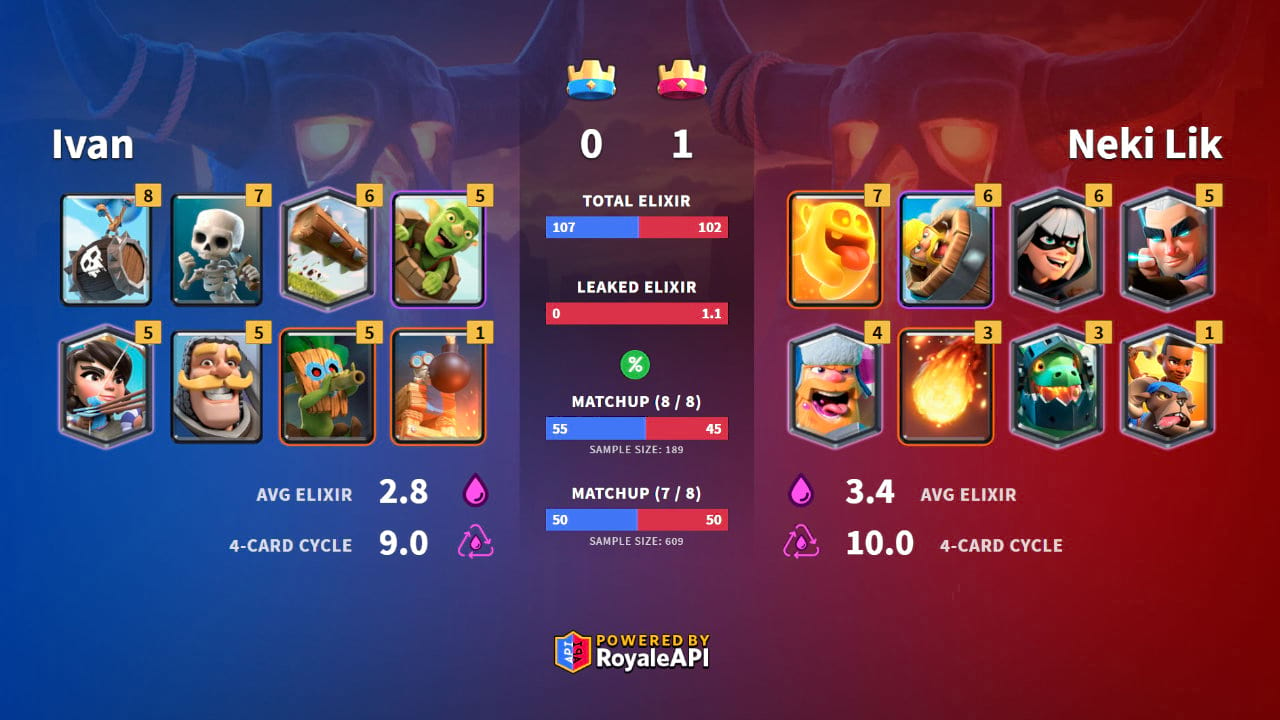 Ivan
8 7 6 5
5 5 5 1
AVG ELIXIR 2.8
4-CARD CYCLE 9.0
0 1
TOTAL ELIXIR
107 102
LEAKED ELIXIR
0 1.1
%
MATCHUP (8 / 8)
55 45
SAMPLE SIZE: 189
MATCHUP (7 / 8)
50 50
SAMPLE SIZE: 609
Neki Lik
7 6 6 5
4 3 3 1
3.4 AVG ELIXIR
10.0 4-CARD CYCLE
API API
POWERED BY
RoyaleAPI